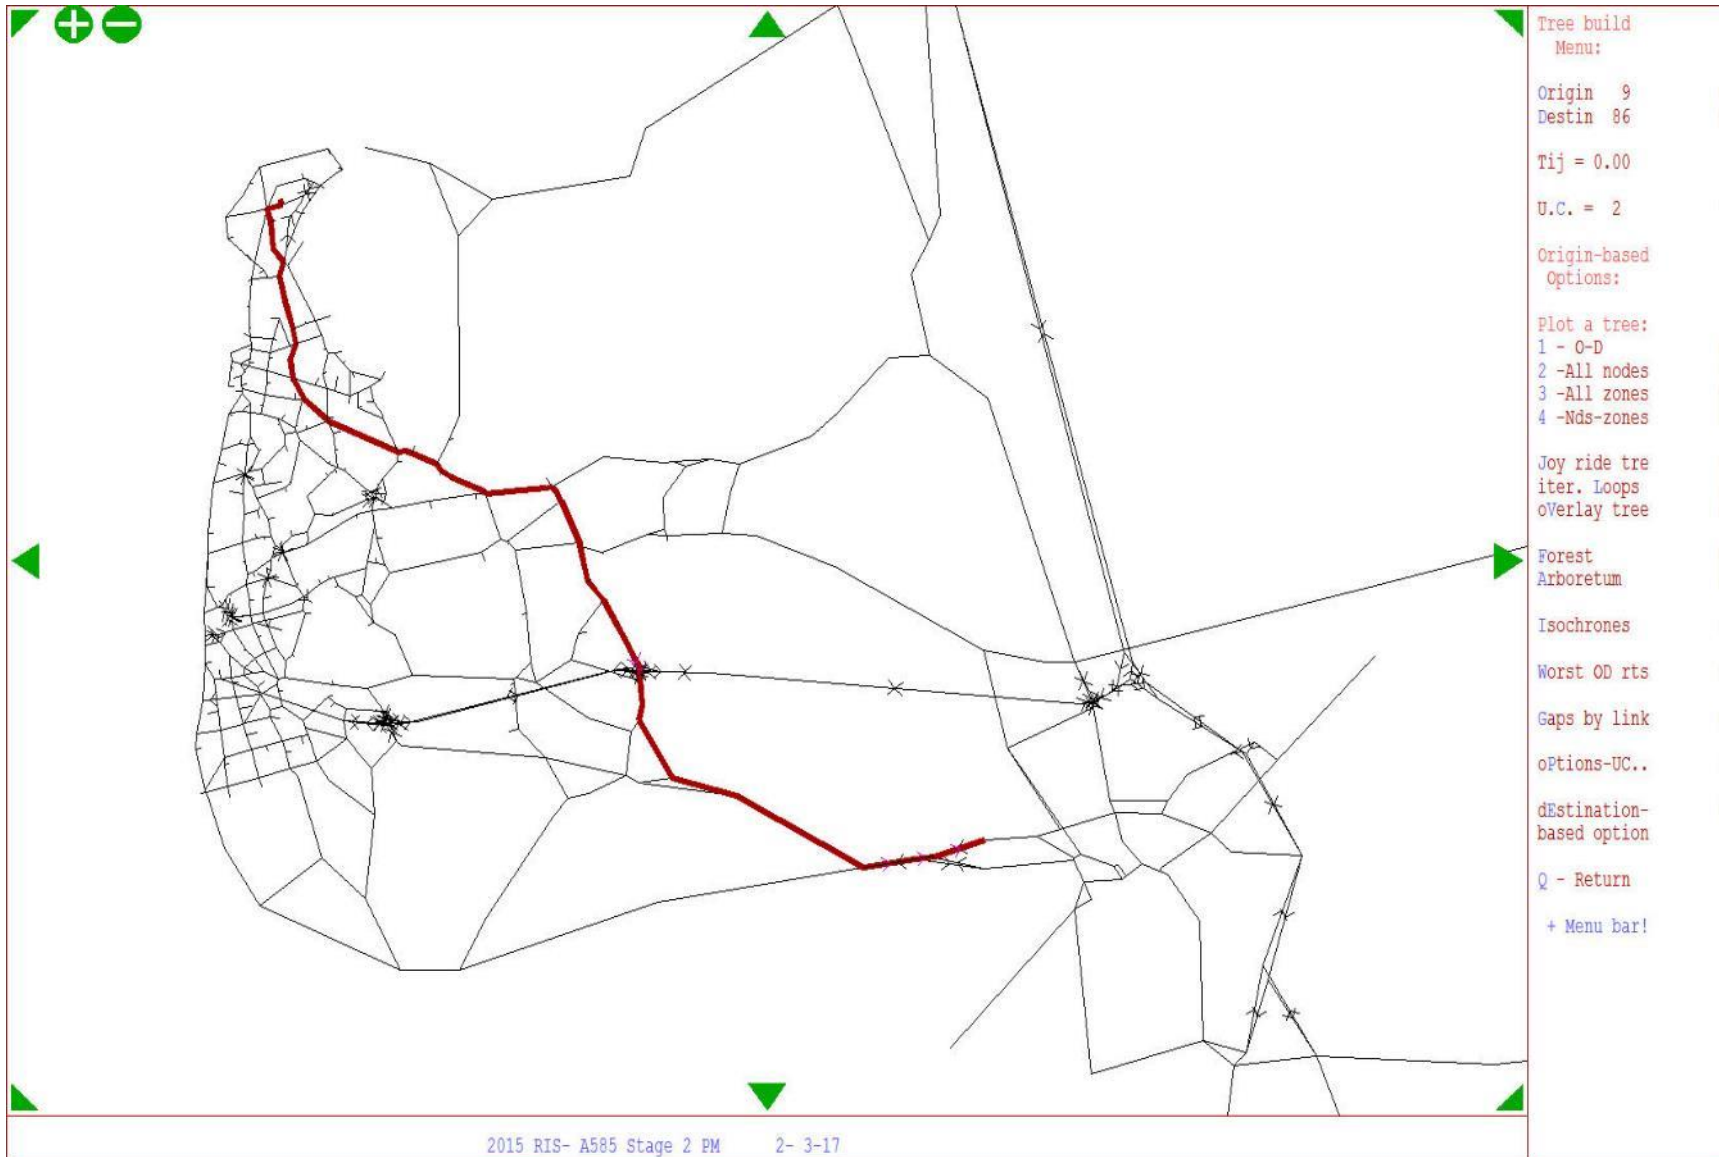 Tree build
Menu:
Origin 9
Destin 86
Tij = 0.00
U.C. = 2
Origin-based
Options:
Plot a tree:
1 - O-D
2 -All nodes
3 -All zones
4 -Nds-zones
Joy ride tre
iter. Loops
oVerlay tree
Forest
Arboretum
Isochrones
Worst OD rts
Gaps by link
oPtions-UC..
dEstination-
based option
Q - Return
+ Menu bar!
2015 RIS- A585 Stage 2 PM 2- 3-17